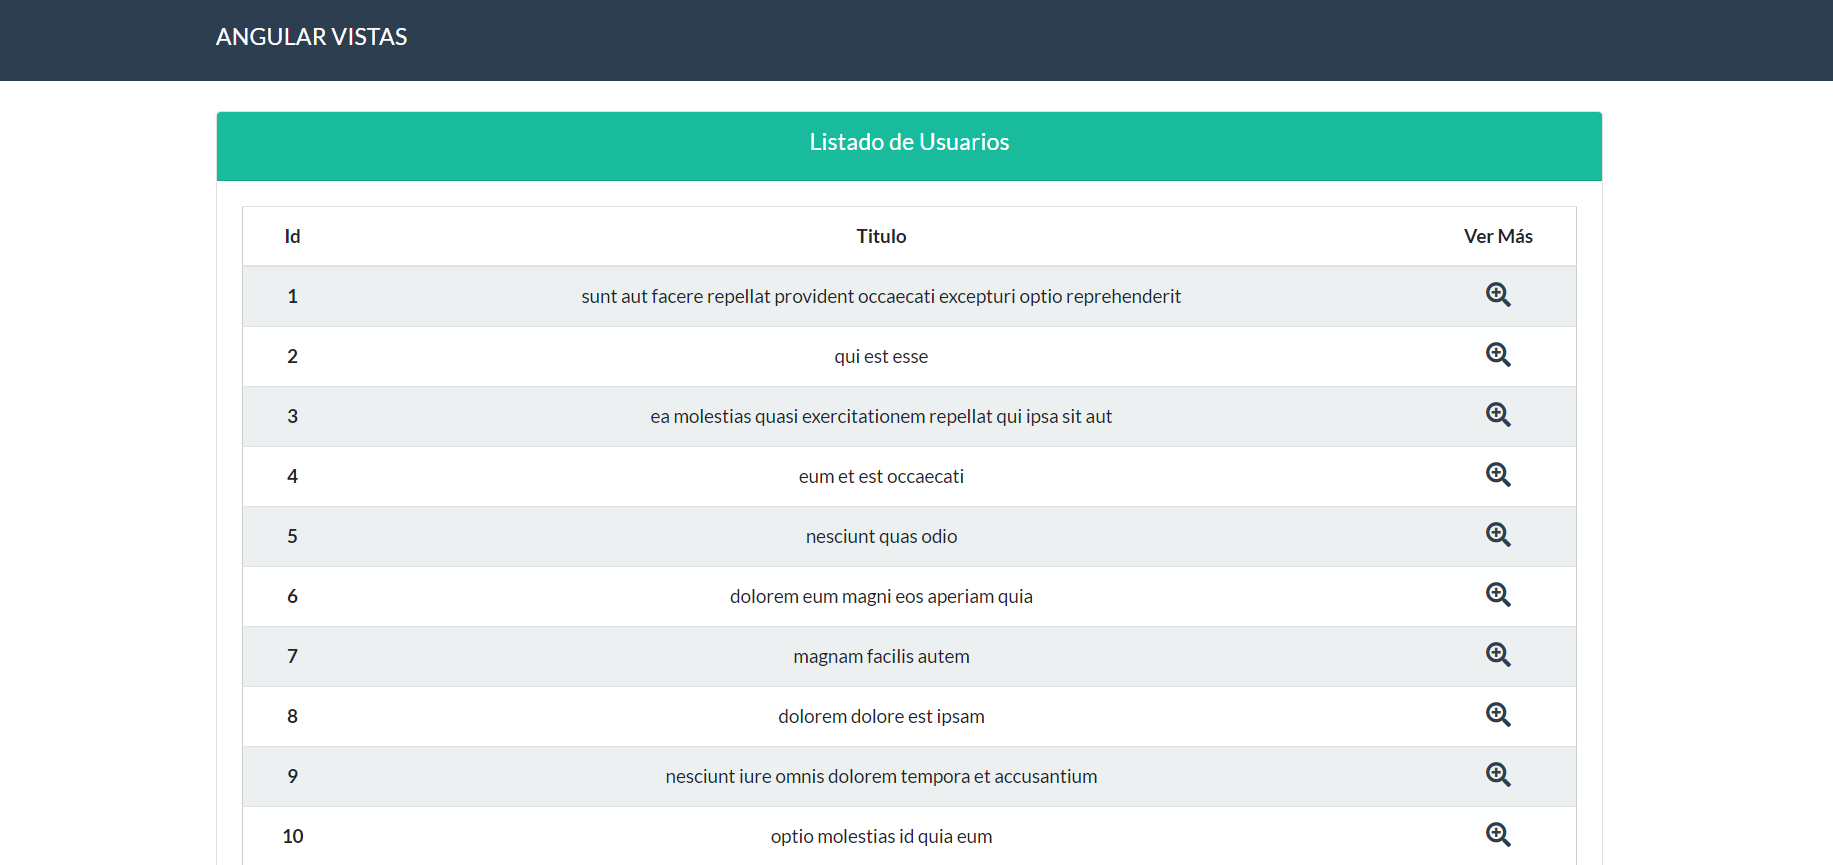 ANGULAR VISTAS
Listado de Usuarios
Id Titulo Ver Más
1 sunt aut facere repellat provident occaecati excepturi optio reprehenderit
2 qui est esse
3 ea molestias quasi exercitationem repellat qui ipsa sit aut
4 eum et est occaecati
5 nesciunt quas odio
6 dolorem eum magni eos aperiam quia
7 magnam facilis autem
8 dolorem dolore est ipsam
9 nesciunt iure omnis dolorem tempora et accusantium
10 optio molestias id quia eum